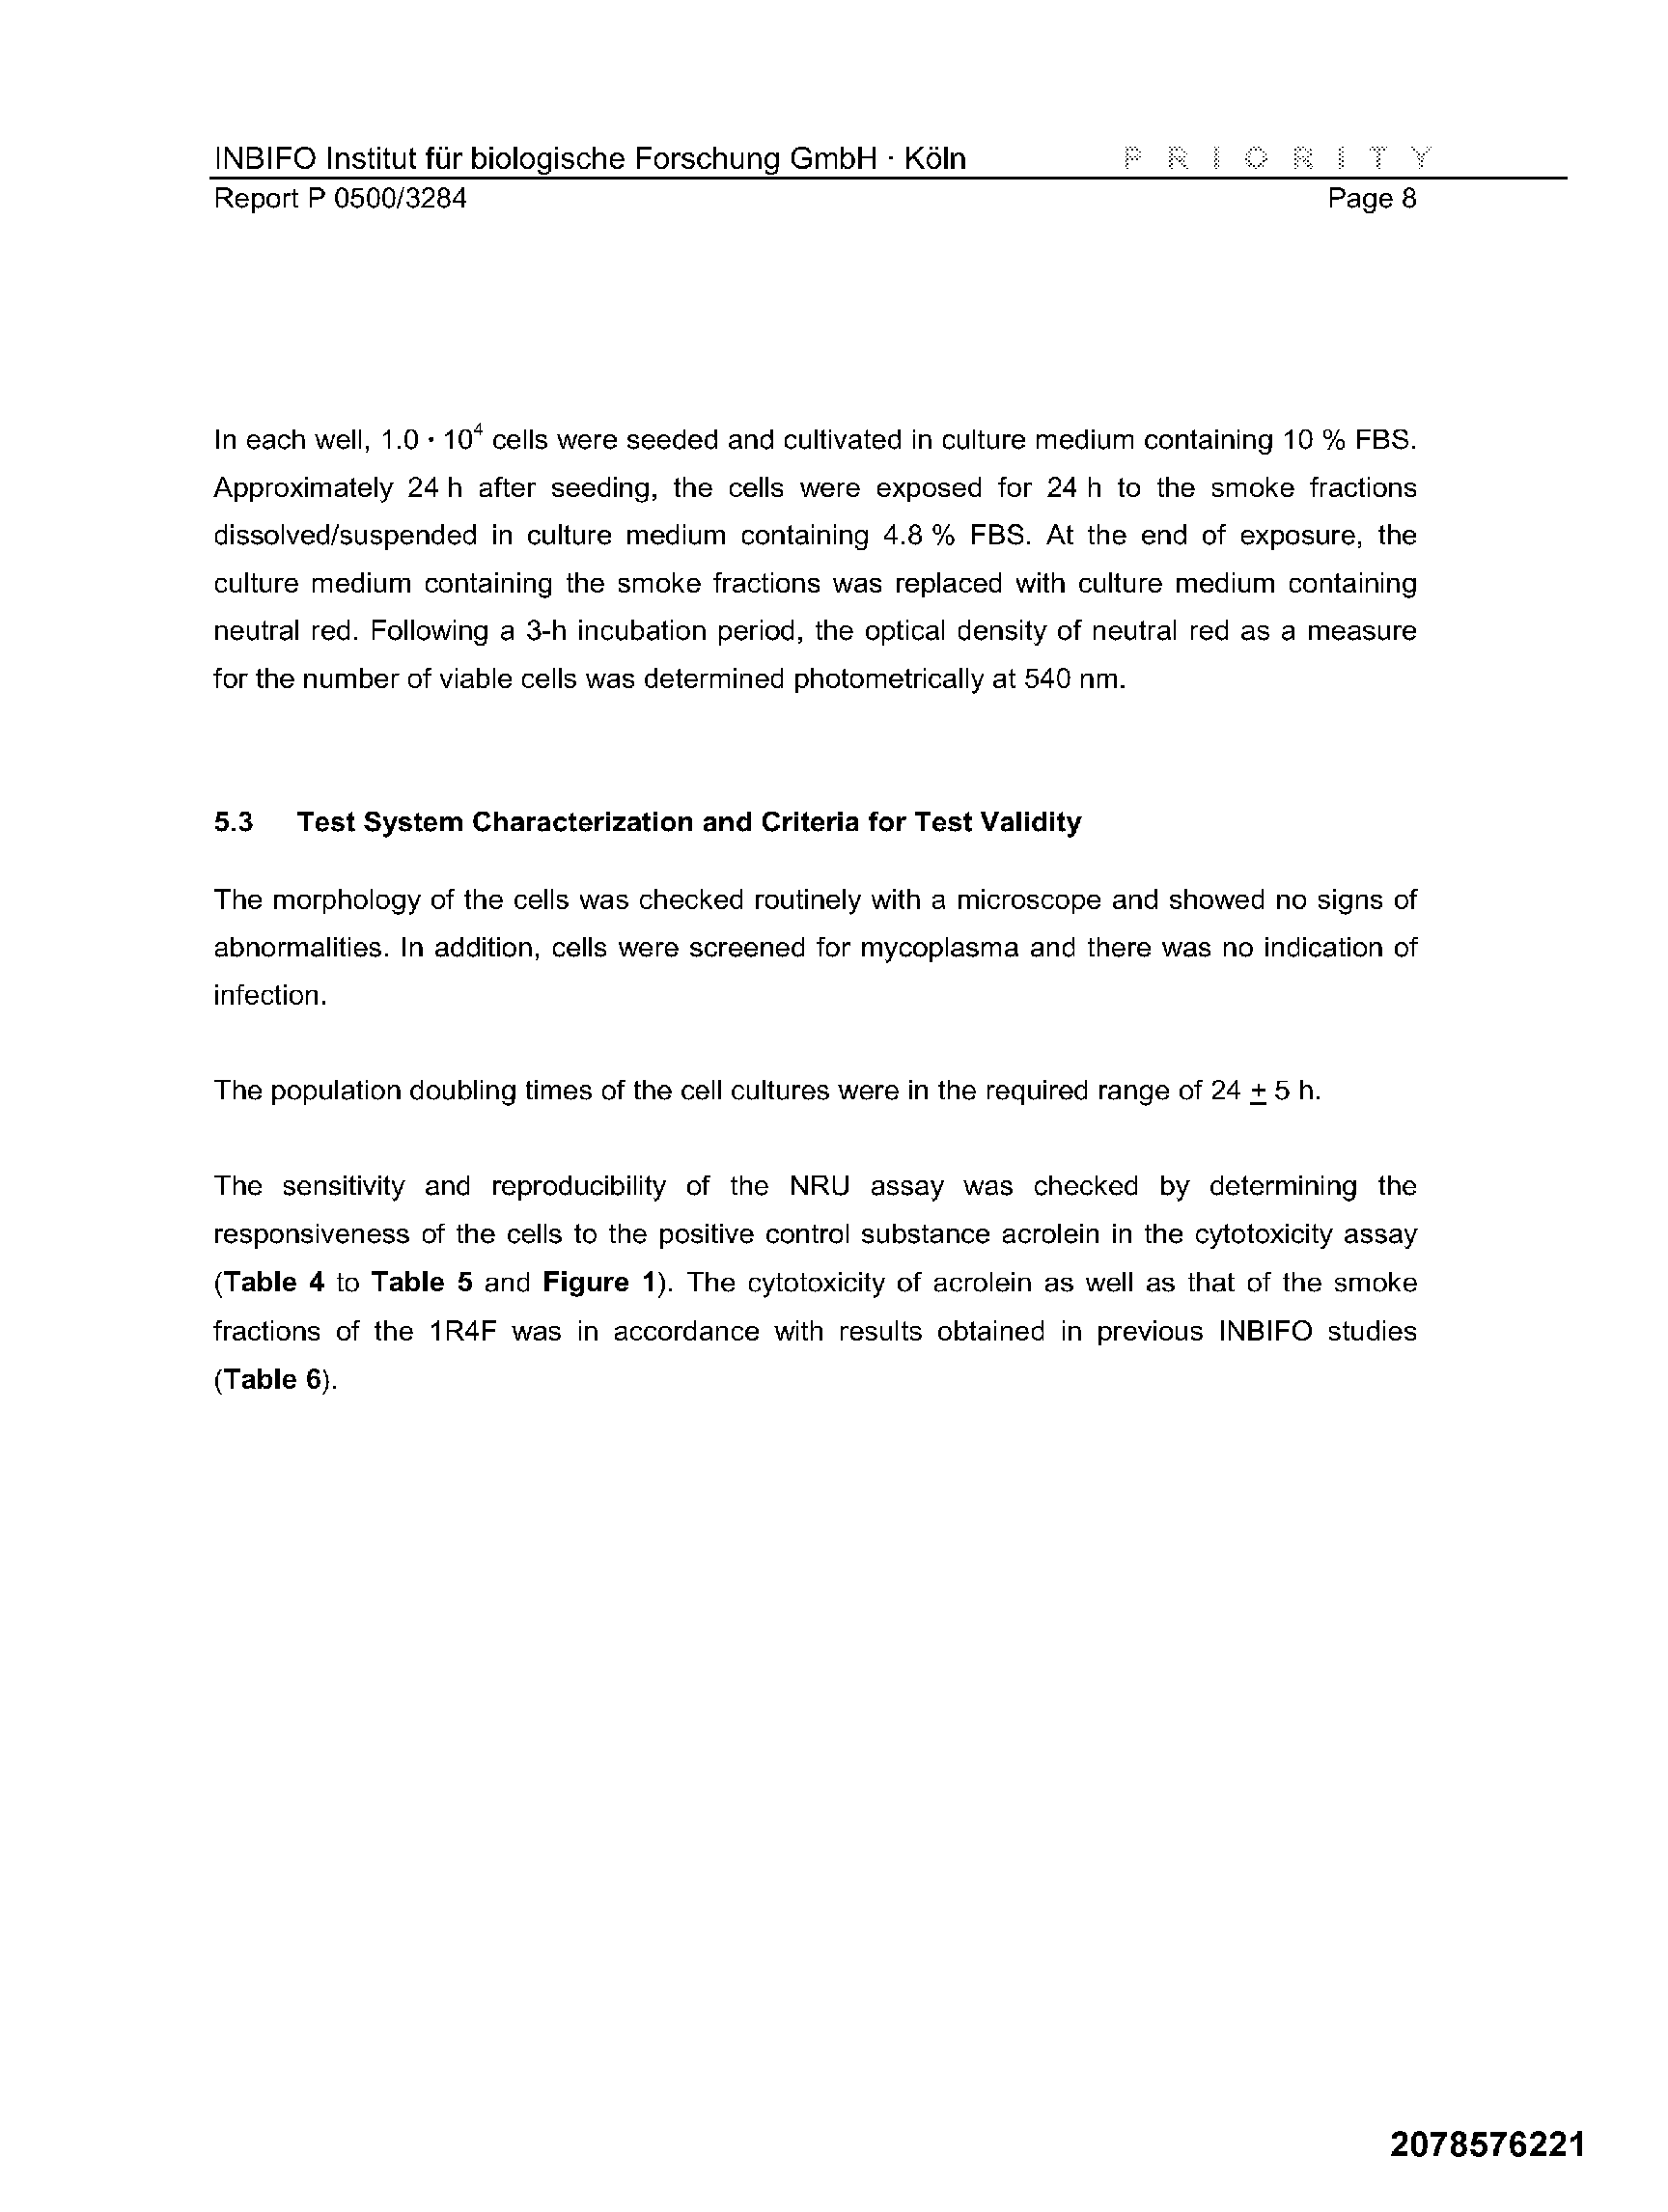 INBIFO Institut für biologische Forschung GmbH · Köln P R I O R I T Y
Report P 0500/3284 Page 8
In each well, 1.0 · 10⁴ cells were seeded and cultivated in culture medium containing 10 % FBS.
Approximately 24 h after seeding, the cells were exposed for 24 h to the smoke fractions
dissolved/suspended in culture medium containing 4.8 % FBS. At the end of exposure, the
culture medium containing the smoke fractions was replaced with culture medium containing
neutral red. Following a 3-h incubation period, the optical density of neutral red as a measure
for the number of viable cells was determined photometrically at 540 nm.
5.3 Test System Characterization and Criteria for Test Validity
The morphology of the cells was checked routinely with a microscope and showed no signs of
abnormalities. In addition, cells were screened for mycoplasma and there was no indication of
infection.
The population doubling times of the cell cultures were in the required range of 24 ± 5 h.
The sensitivity and reproducibility of the NRU assay was checked by determining the
responsiveness of the cells to the positive control substance acrolein in the cytotoxicity assay
(Table 4 to Table 5 and Figure 1). The cytotoxicity of acrolein as well as that of the smoke
fractions of the 1R4F was in accordance with results obtained in previous INBIFO studies
(Table 6).
2078576221